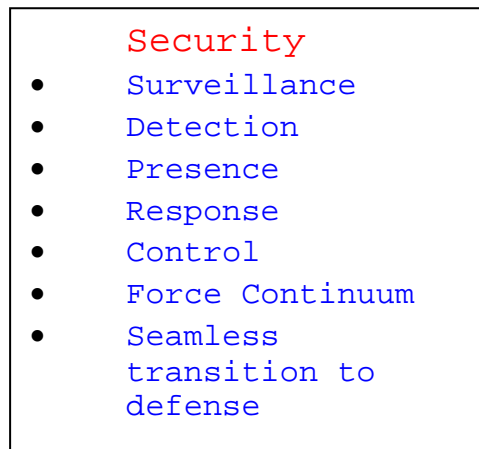 Security
• Surveillance
• Detection
• Presence
• Response
• Control
• Force Continuum
• Seamless
transition to
defense